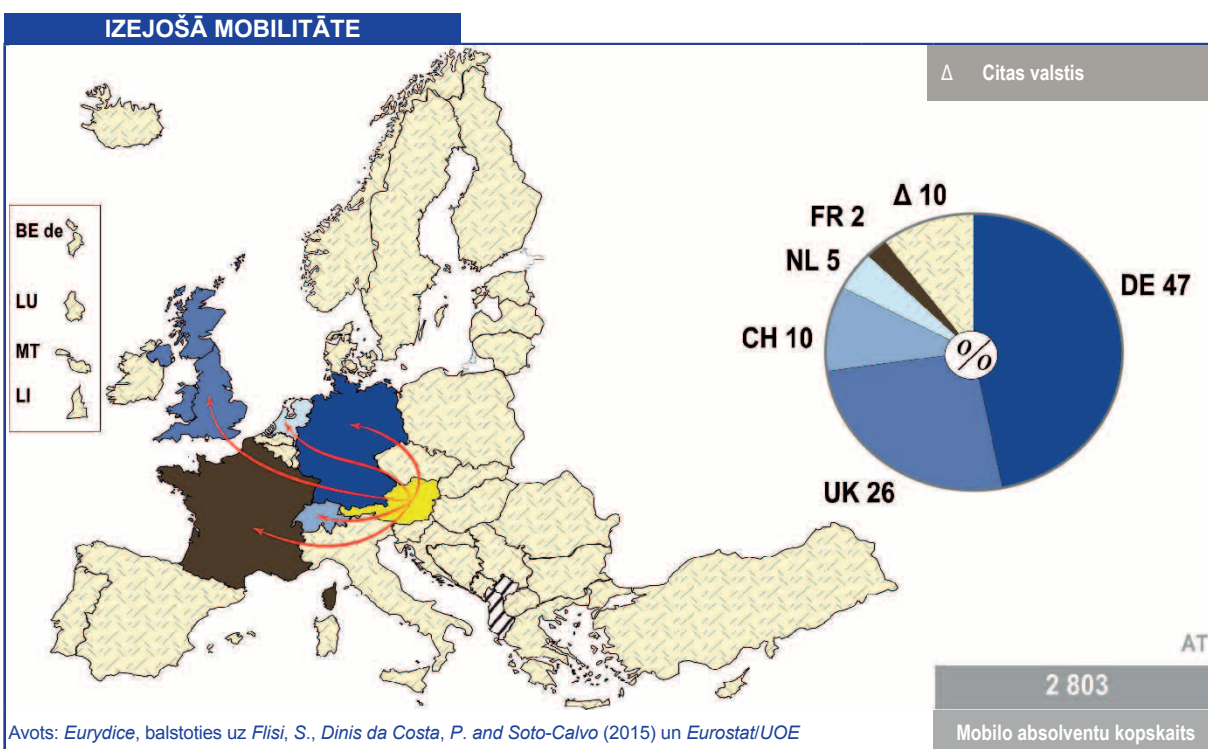 IZEJOŠĀ MOBILITĀTE
Δ Citas valstis
BE de
LU
MT
LI
Δ 10
FR 2
NL 5
DE 47
CH 10
%
UK 26
AT
2 803
Mobilo absolventu kopskaits
Avots: Eurydice, balstoties uz Flisi, S., Dinis da Costa, P. and Soto-Calvo (2015) un Eurostat/UOE